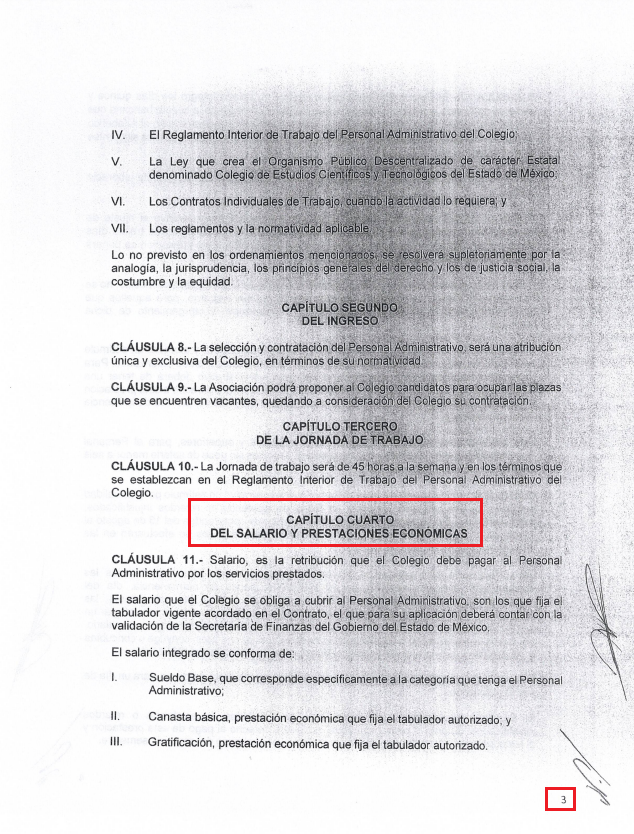 IV. El Reglamento Interior de Trabajo del Personal Administrativo del Colegio;
V. La Ley que crea el Organismo Público Descentralizado de carácter Estatal
denominado Colegio de Estudios Científicos y Tecnológicos del Estado de México;
VI. Los Contratos Individuales de Trabajo, cuando la actividad lo requiera; y
VII. Los reglamentos y la normatividad aplicable.
Lo no previsto en los ordenamientos mencionados, se resolverá supletoriamente por la
analogía, la jurisprudencia, los principios generales del derecho y los de justicia social, la
costumbre y la equidad.
CAPÍTULO SEGUNDO
DEL INGRESO
CLÁUSULA 8.- La selección y contratación del Personal Administrativo, será una atribución
única y exclusiva del Colegio, en términos de su normatividad.
CLÁUSULA 9.- La Asociación podrá proponer al Colegio candidatos para ocupar las plazas
que se encuentren vacantes, quedando a consideración del Colegio su contratación.
CAPÍTULO TERCERO
DE LA JORNADA DE TRABAJO
CLÁUSULA 10.- La Jornada de trabajo será de 45 horas a la semana y en los términos que
se establezcan en el Reglamento Interior de Trabajo del Personal Administrativo del
Colegio.
CAPÍTULO CUARTO
DEL SALARIO Y PRESTACIONES ECONÓMICAS
CLÁUSULA 11.- Salario, es la retribución que el Colegio debe pagar al Personal
Administrativo por los servicios prestados.
El salario que el Colegio se obliga a cubrir al Personal Administrativo, son los que fija el
tabulador vigente acordado en el Contrato, el que para su aplicación deberá contar con la
validación de la Secretaría de Finanzas del Gobierno del Estado de México.
El salario integrado se conforma de:
I. Sueldo Base, que corresponde específicamente a la categoría que tenga el Personal
Administrativo;
II. Canasta básica, prestación económica que fija el tabulador autorizado; y
III. Gratificación, prestación económica que fija el tabulador autorizado.
3